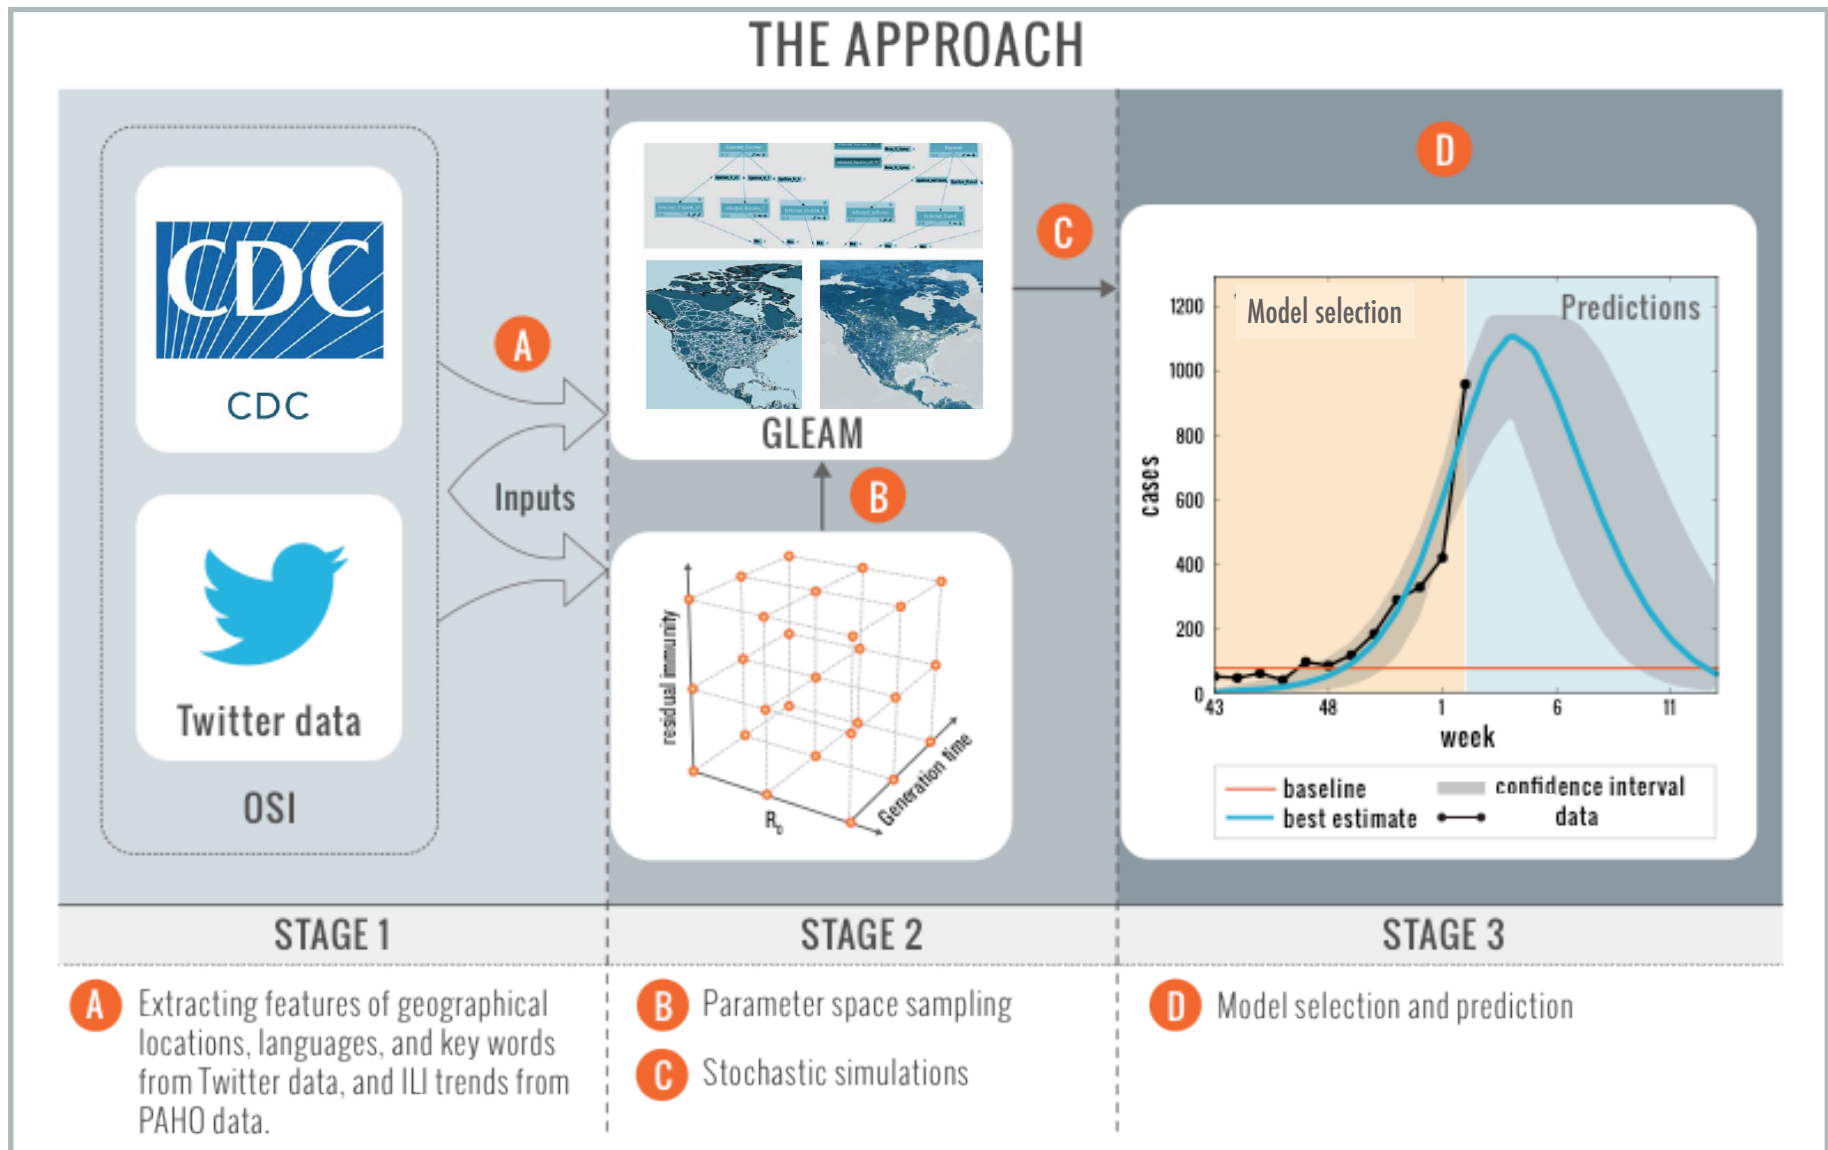 THE APPROACH
CDC
CDC
Twitter data
OSI
A
Inputs
GLEAM
B
residual immunity
R0
Generation time
C
D
Model selection
Predictions
1200
1000
800
600
400
200
0
cases
43
48
1
6
11
week
baseline
confidence interval
best estimate
data
STAGE 1
STAGE 2
STAGE 3
A
Extracting features of geographical
locations, languages, and key words
from Twitter data, and ILI trends from
PAHO data.
B
Parameter space sampling
C
Stochastic simulations
D
Model selection and prediction